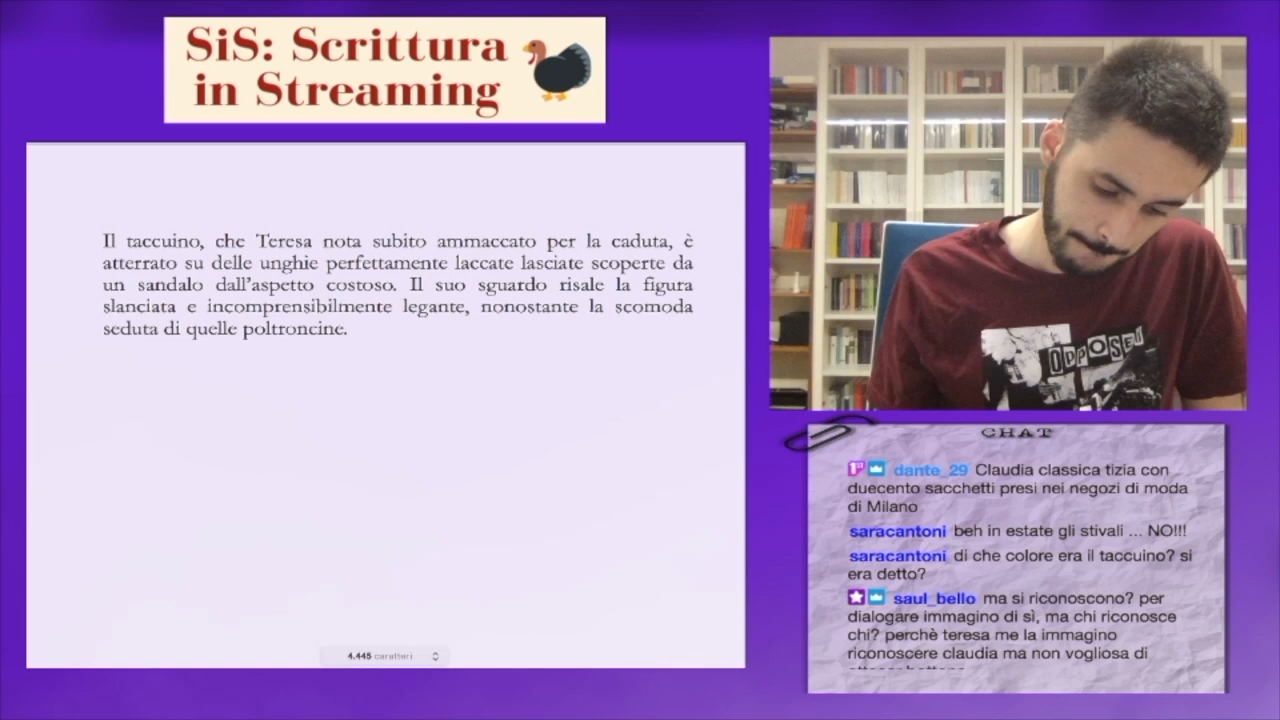 SiS: Scrittura
in Streaming
Il taccuino, che Teresa nota subito ammaccato per la caduta, è
atterrato su delle unghie perfettamente laccate lasciate scoperte da
un sandalo dall'aspetto costoso. Il suo sguardo risale la figura
slanciata e incomprensibilmente legante, nonostante la scomoda
seduta di quelle poltroncine.
4.445 caratteri
OPPOSEM
CHAT
1ST dante_29 Claudia classica tizia con
duecento sacchetti presi nei negozi di moda
di Milano
saracantoni beh in estate gli stivali ... NO!!!
saracantoni di che colore era il taccuino? si
era detto?
saul_bello ma si riconoscono? per
dialogare immagino di sì, ma chi riconosce
chi? perchè teresa me la immagino
riconoscere claudia ma non vogliosa di